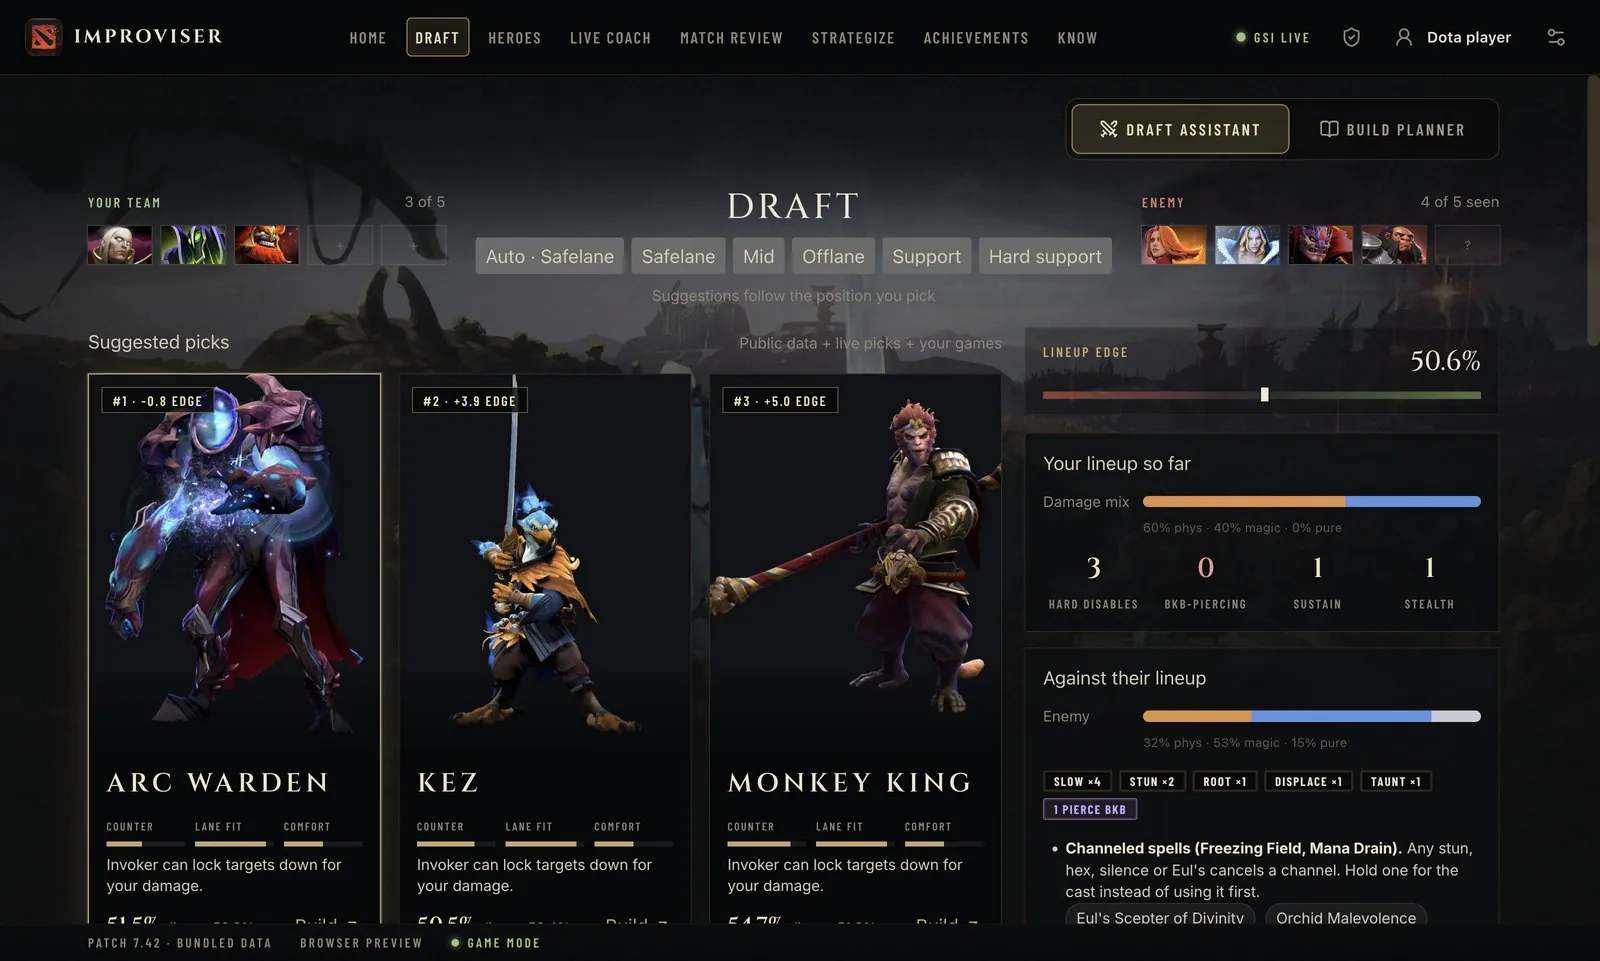 IMPROVISER
HOME
DRAFT
HEROES
LIVE COACH
MATCH REVIEW
STRATEGIZE
ACHIEVEMENTS
KNOW
GSI LIVE
Dota player
DRAFT ASSISTANT
BUILD PLANNER
YOUR TEAM
3 of 5
+
+
DRAFT
Auto · Safelane
Safelane
Mid
Offlane
Support
Hard support
Suggestions follow the position you pick
ENEMY
4 of 5 seen
?
Suggested picks
Public data + live picks + your games
#1 · -0.8 EDGE
ARC WARDEN
COUNTER
LANE FIT
COMFORT
Invoker can lock targets down for
your damage.
51.5%
Build
#2 · +3.9 EDGE
KEZ
COUNTER
LANE FIT
COMFORT
Invoker can lock targets down for
your damage.
50.5%
Build
#3 · +5.0 EDGE
MONKEY KING
COUNTER
LANE FIT
COMFORT
Invoker can lock targets down for
your damage.
54.7%
Build
LINEUP EDGE
50.6%
Your lineup so far
Damage mix
60% phys · 40% magic · 0% pure
3
HARD DISABLES
0
BKB-PIERCING
1
SUSTAIN
1
STEALTH
Against their lineup
Enemy
32% phys · 53% magic · 15% pure
SLOW ×4
STUN ×2
ROOT ×1
DISPLACE ×1
TAUNT ×1
1 PIERCE BKB
• Channeled spells (Freezing Field, Mana Drain). Any stun,
hex, silence or Eul's cancels a channel. Hold one for the
cast instead of using it first.
Eul's Scepter of Divinity
Orchid Malevolence
PATCH 7.42 · BUNDLED DATA
BROWSER PREVIEW
GAME MODE